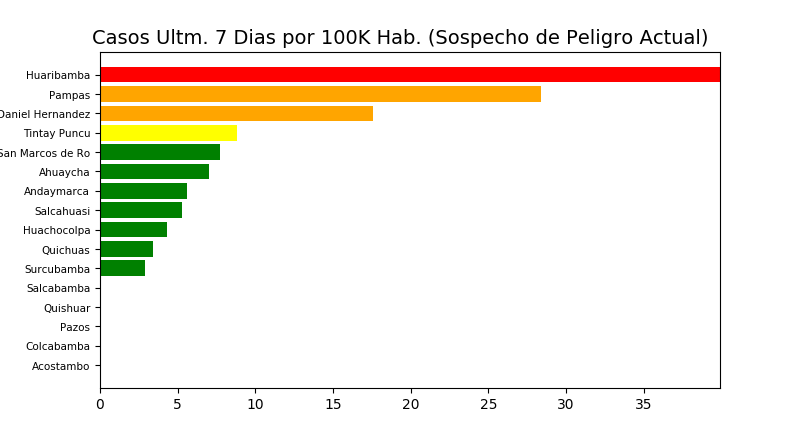 Casos Ultm. 7 Dias por 100K Hab. (Sospecho de Peligro Actual)
Huaribamba
Pampas
Daniel Hernandez
Tintay Puncu
San Marcos de Ro
Ahuaycha
Andaymarca
Salcahuasi
Huachocolpa
Quichuas
Surcubamba
Salcabamba
Quishuar
Pazos
Colcabamba
Acostambo
0 5 10 15 20 25 30 35